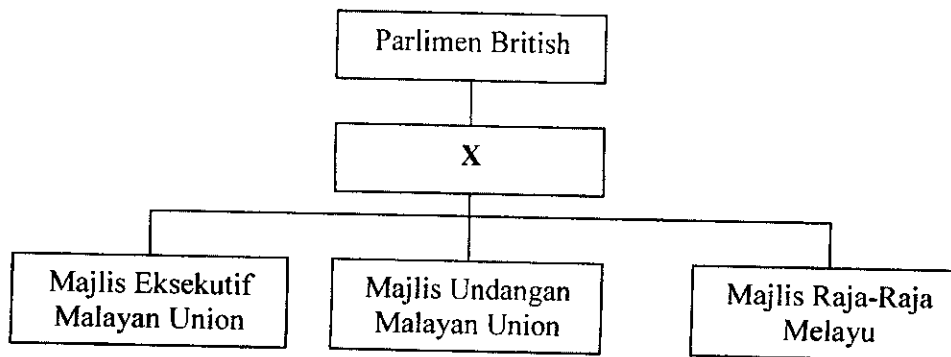 Parlimen British
X
Majlis Eksekutif
Malayan Union
Majlis Undangan
Malayan Union
Majlis Raja-Raja
Melayu